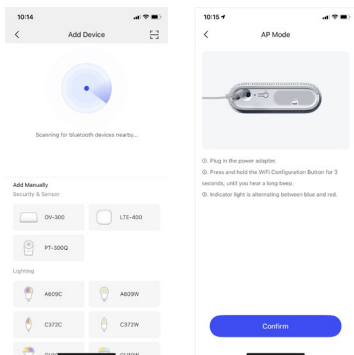 10:14
Add Device
Scanning for bluetooth devices nearby...
Add Manually
Security & Sensor
OV-300
LTE-400
PT-300Q
Lighting
A609C
A609W
C372C
C372W
10:15
AP Mode
①. Plug in the power adapter.
②. Press and hold the WiFi Configuration Button for 3
seconds, until you hear a long beep.
③. Indicator light is alternating between blue and red.
Confirm